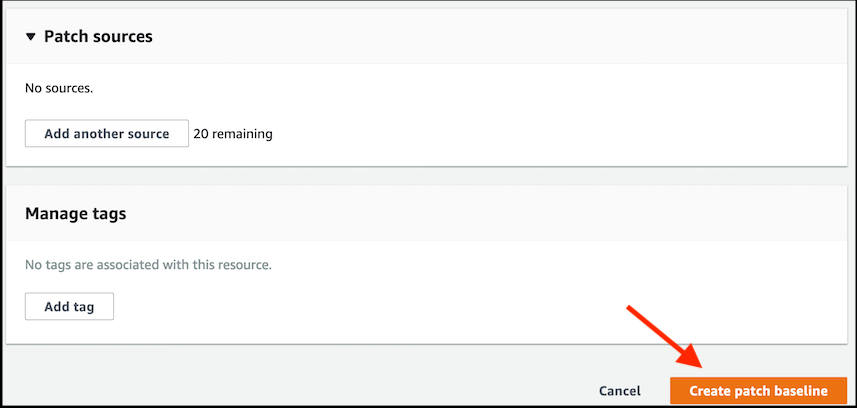 Patch sources
No sources.
Add another source 20 remaining
Manage tags
No tags are associated with this resource.
Add tag
Cancel Create patch baseline